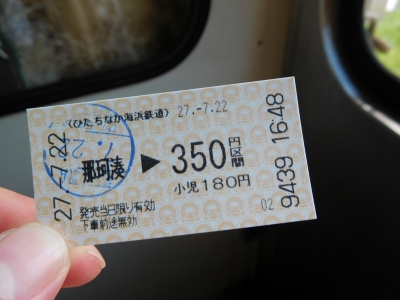 〈ひたちなか海浜鉄道〉 27.-7.22
27.-7.22
那珂湊 ▶ 350円区間
小児180円
発売当日限り有効
下車前途無効
02
9439 16:48